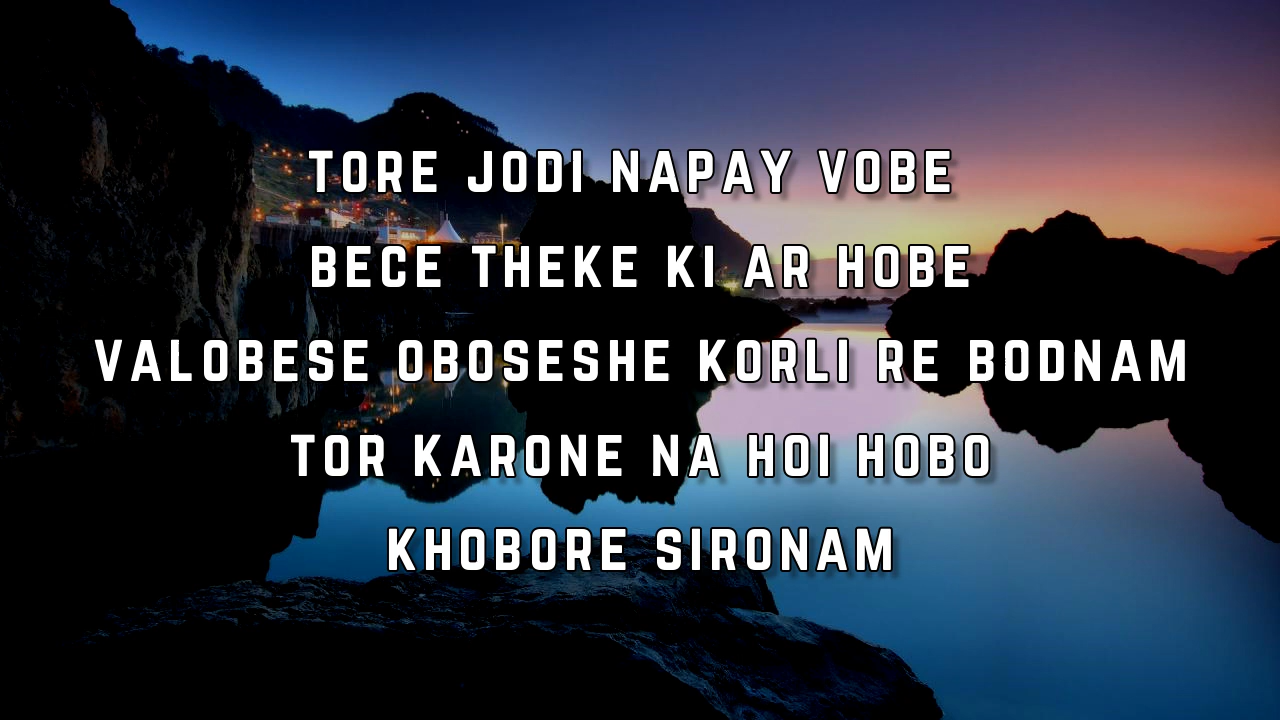 TORE JODI NAPAY VOBE
BECE THEKE KI AR HOBE
VALOBESE OBOSESHE KORLI RE BODNAM
TOR KARONE NA HOI HOBO
KHOBORE SIRONAM